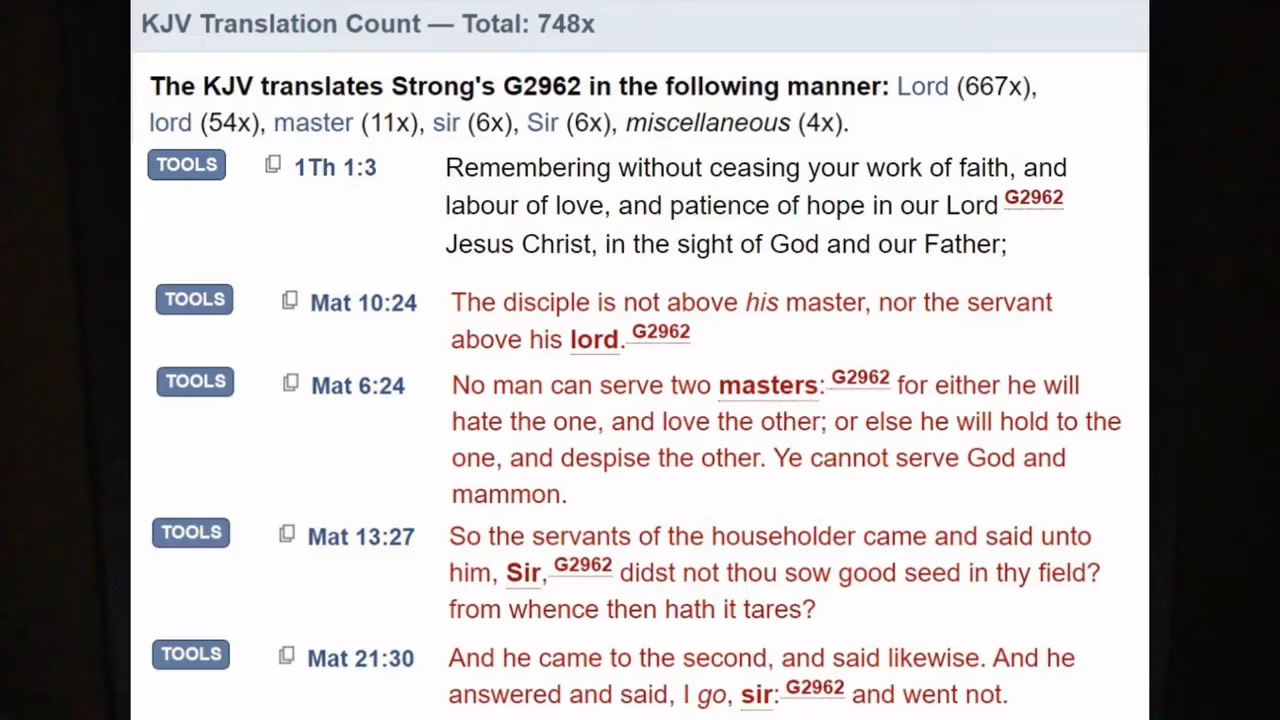 KJV Translation Count — Total: 748x
The KJV translates Strong's G2962 in the following manner: Lord (667x),
lord (54x), master (11x), sir (6x), Sir (6x), miscellaneous (4x).
TOOLS 1Th 1:3 Remembering without ceasing your work of faith, and
labour of love, and patience of hope in our Lord G2962
Jesus Christ, in the sight of God and our Father;
TOOLS Mat 10:24 The disciple is not above his master, nor the servant
above his lord. G2962
TOOLS Mat 6:24 No man can serve two masters: G2962 for either he will
hate the one, and love the other; or else he will hold to the
one, and despise the other. Ye cannot serve God and
mammon.
TOOLS Mat 13:27 So the servants of the householder came and said unto
him, Sir, G2962 didst not thou sow good seed in thy field?
from whence then hath it tares?
TOOLS Mat 21:30 And he came to the second, and said likewise. And he
answered and said, I go, sir: G2962 and went not.